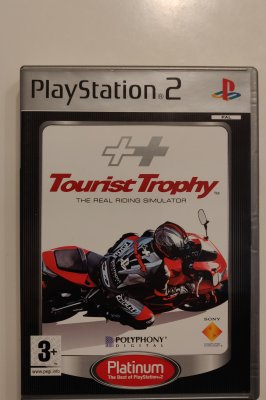 PlayStation®2
PAL
Tourist Trophy™
THE REAL RIDING SIMULATOR
SONY
POLYPHONY
DIGITAL
3+
www.pegi.info
Platinum
The Best of PlayStation®2